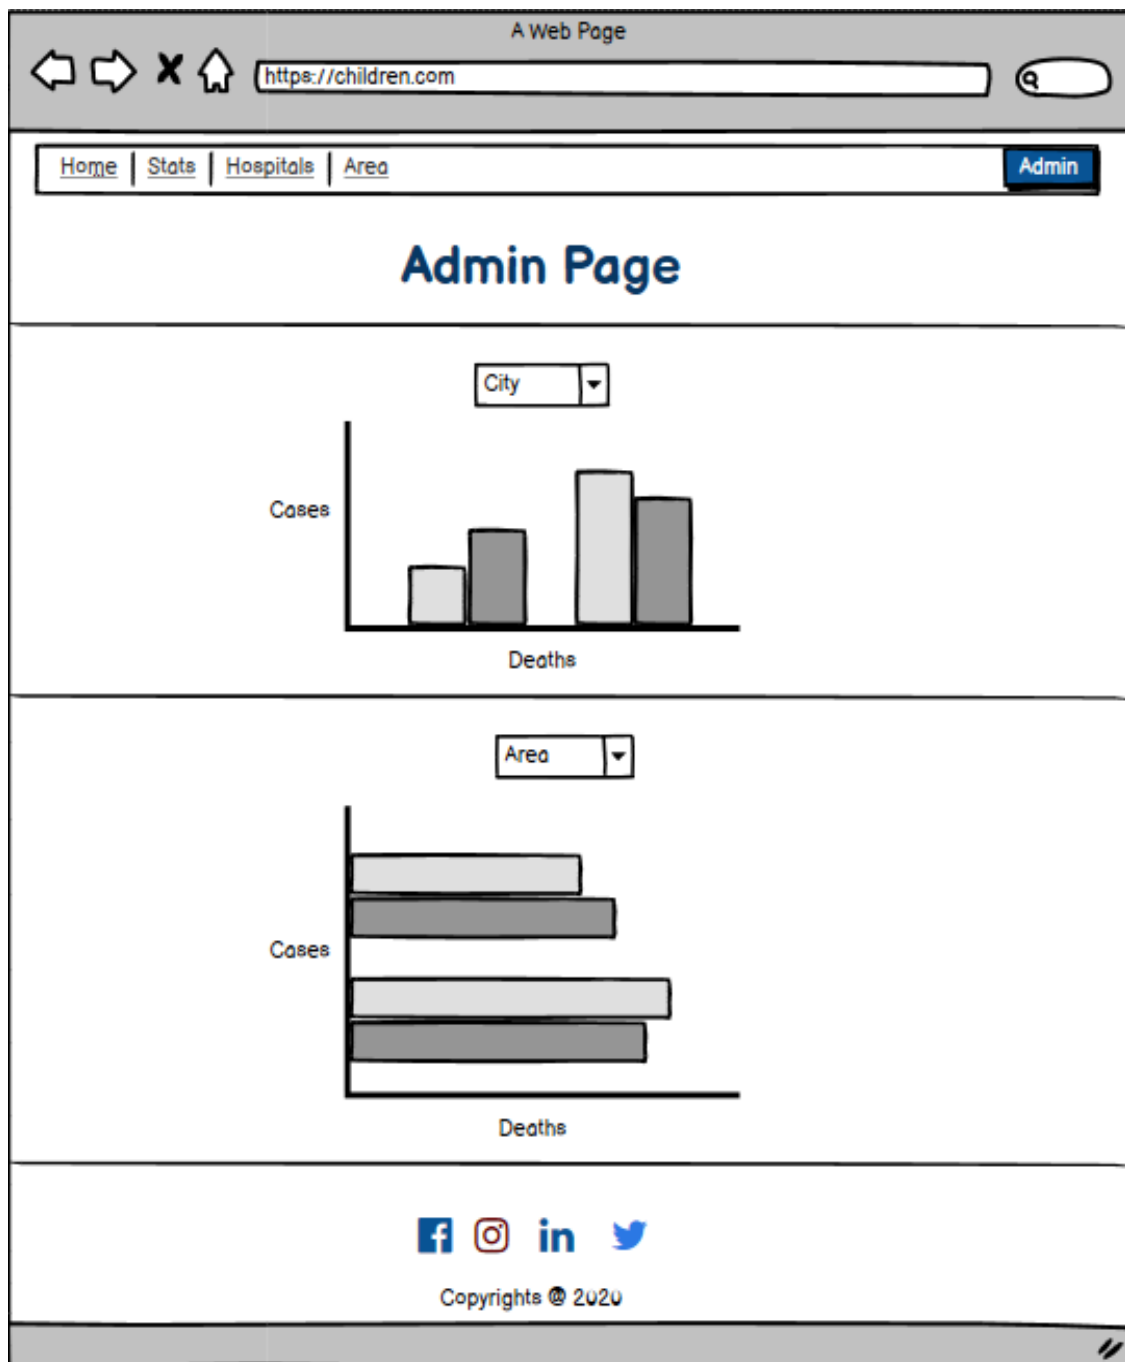 A Web Page
https://children.com
Home Stats Hospitals Area Admin
Admin Page
City
Cases
Deaths
Area
Cases
Deaths
Copyrights @ 2020